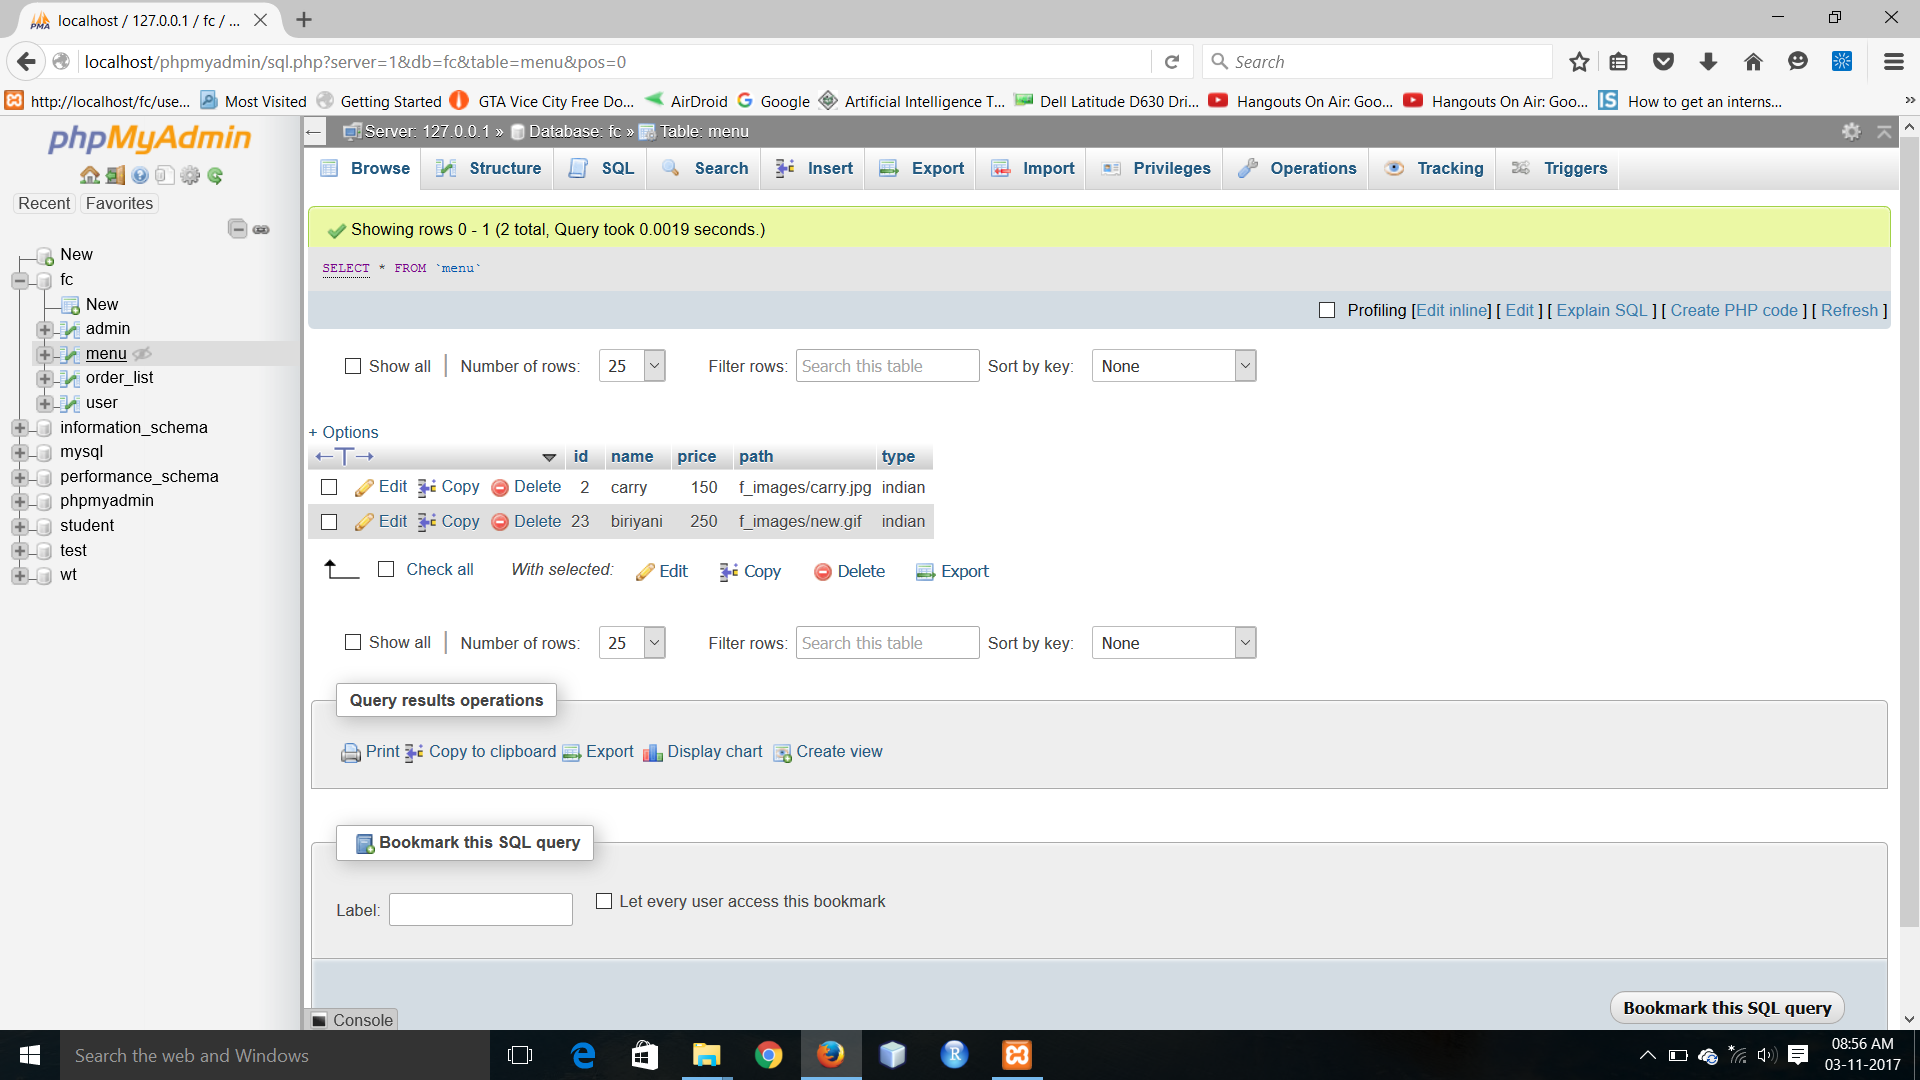 localhost / 127.0.0.1 / fc / ...
localhost/phpmyadmin/sql.php?server=1&db=fc&table=menu&pos=0
Search
http://localhost/fc/use... Most Visited Getting Started GTA Vice City Free Do... AirDroid Google Artificial Intelligence T... Dell Latitude D630 Dri... Hangouts On Air: Goo... Hangouts On Air: Goo... How to get an interns...
phpMyAdmin
Recent Favorites
New
fc
New
admin
menu
order_list
user
information_schema
mysql
performance_schema
phpmyadmin
student
test
wt
Server: 127.0.0.1 » Database: fc » Table: menu
Browse Structure SQL Search Insert Export Import Privileges Operations Tracking Triggers
Showing rows 0 - 1 (2 total, Query took 0.0019 seconds.)
SELECT * FROM `menu`
Profiling [Edit inline] [ Edit ] [ Explain SQL ] [ Create PHP code ] [ Refresh ]
Show all | Number of rows: 25 Filter rows: Search this table Sort by key: None
+ Options
←T→ id name price path type
Edit Copy Delete 2 carry 150 f_images/carry.jpg indian
Edit Copy Delete 23 biriyani 250 f_images/new.gif indian
Check all With selected: Edit Copy Delete Export
Show all | Number of rows: 25 Filter rows: Search this table Sort by key: None
Query results operations
Print Copy to clipboard Export Display chart Create view
Bookmark this SQL query
Label: Let every user access this bookmark
Bookmark this SQL query
Console
Search the web and Windows
08:56 AM
03-11-2017